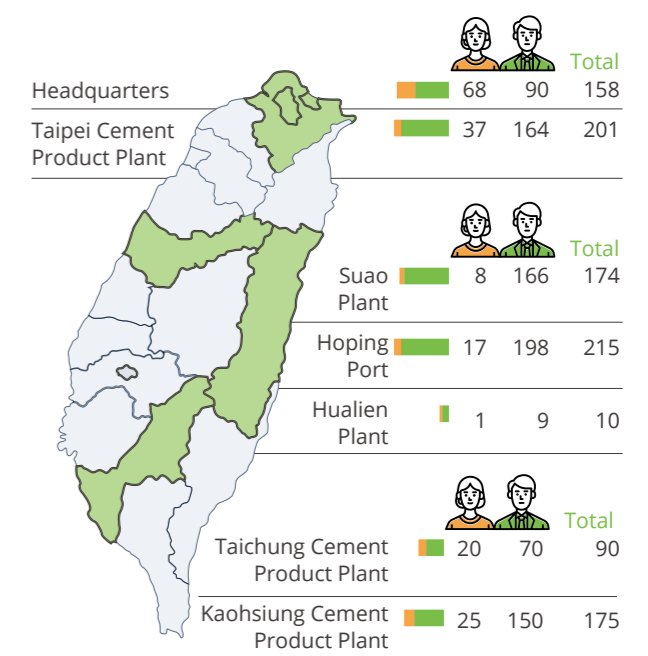 Total
Headquarters 68 90 158
Taipei Cement 37 164 201
Product Plant
Total
Suao 8 166 174
Plant
Hoping 17 198 215
Port
Hualien 1 9 10
Plant
Total
Taichung Cement 20 70 90
Product Plant
Kaohsiung Cement 25 150 175
Product Plant